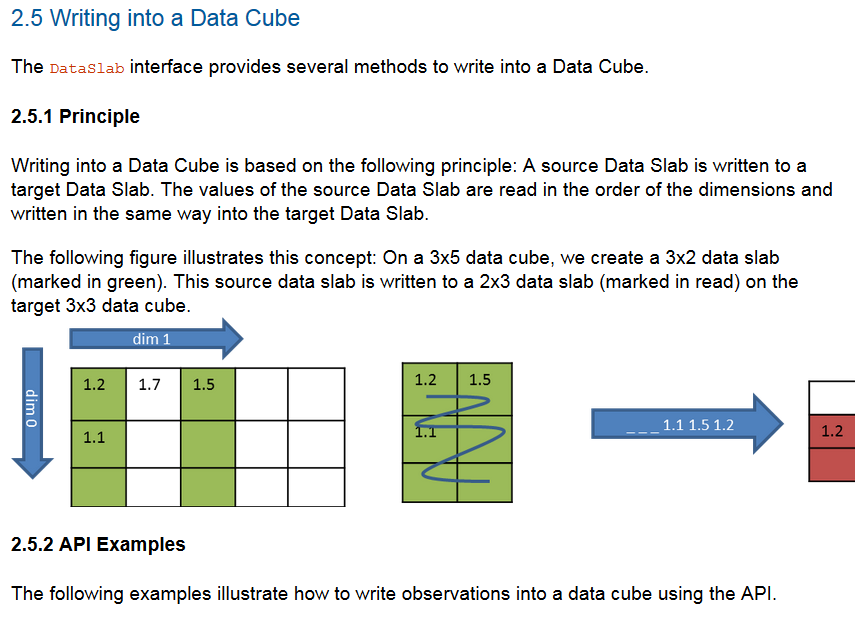 2.5 Writing into a Data Cube
The DataSlab interface provides several methods to write into a Data Cube.
2.5.1 Principle
Writing into a Data Cube is based on the following principle: A source Data Slab is written to a
target Data Slab. The values of the source Data Slab are read in the order of the dimensions and
written in the same way into the target Data Slab.
The following figure illustrates this concept: On a 3x5 data cube, we create a 3x2 data slab
(marked in green). This source data slab is written to a 2x3 data slab (marked in read) on the
target 3x3 data cube.
dim 1
dim 0
1.2 1.7 1.5
1.1
1.2 1.5
1.1
_ _ _ 1.1 1.5 1.2
1.2
2.5.2 API Examples
The following examples illustrate how to write observations into a data cube using the API.